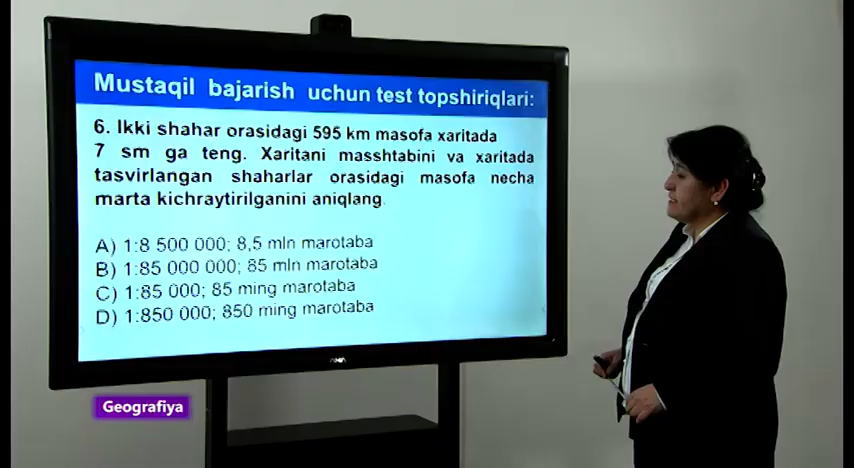 Mustaqil bajarish uchun test topshiriqlari:
6. Ikki shahar orasidagi 595 km masofa xaritada
7 sm ga teng. Xaritani masshtabini va xaritada
tasvirlangan shaharlar orasidagi masofa necha
marta kichraytirilganini aniqlang.
A) 1:8 500 000; 8,5 mln marotaba
B) 1:85 000 000; 85 mln marotaba
C) 1:85 000; 85 ming marotaba
D) 1:850 000; 850 ming marotaba
Geografiya